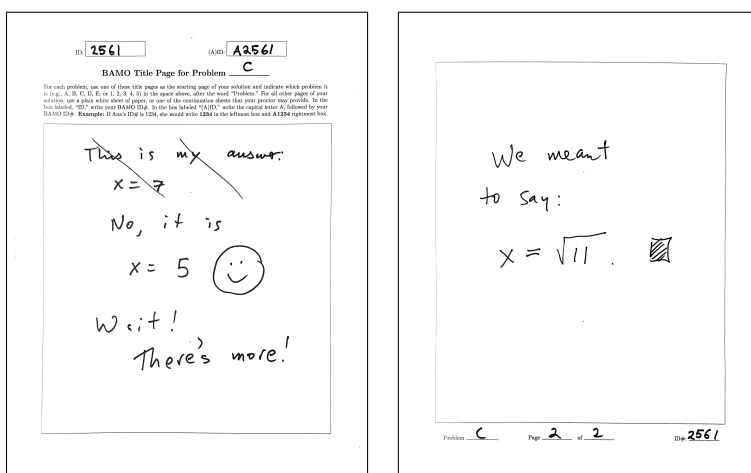 ID: 2561 (A)ID: A2561
BAMO Title Page for Problem C
For each problem, use one of these title pages as the starting page of your solution and indicate which problem it
is (e.g., A, B, C, D, E; or 1, 2, 3, 4, 5) in the space above, after the word "Problem." For all other pages of your
solution, use a plain white sheet of paper, or one of the continuation sheets that your proctor may provide. In the
box labeled, "ID," write your BAMO ID#. In the box labeled "(A)ID," write the capital letter A, followed by your
BAMO ID#. Example: If Ana's ID# is 1234, she would write 1234 in the leftmost box and A1234 rightmost box.
This is my answer:
x = 7
No, it is
x = 5
Wait!
There's more!
We meant
to say:
x = √11.
Problem C Page 2 of 2 ID#: 2561